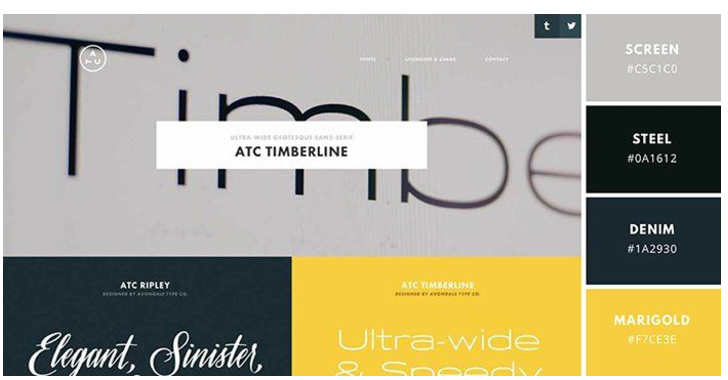 t
FONTS LICENSING & USAGE CONTACT
Timbe
ULTRA-WIDE GEOTESQUE SANS-SERIF
ATC TIMBERLINE
ATC RIPLEY
DESIGNED BY AVONDALE TYPE CO.
Elegant, Sinister,
ATC TIMBERLINE
DESIGNED BY AVONDALE TYPE CO.
Ultra-wide
& Speedy
SCREEN
#C5C1C0
STEEL
#0A1612
DENIM
#1A2930
MARIGOLD
#F7CE3E